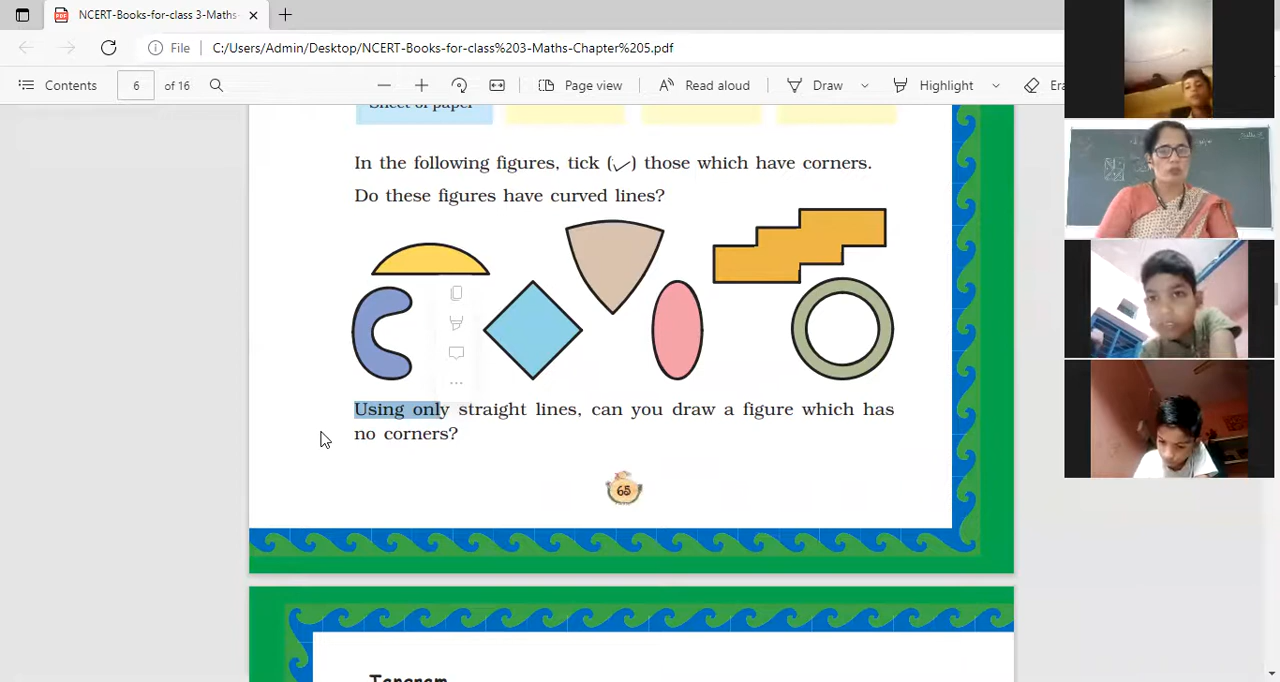 NCERT-Books-for class 3-Maths-
File
C:/Users/Admin/Desktop/NCERT-Books-for-class%203-Maths-Chapter%205.pdf
Contents
6
of 16
Page view
Read aloud
Draw
Highlight
Era
Sheet of paper
In the following figures, tick (✓) those which have corners.
Do these figures have curved lines?
Using only straight lines, can you draw a figure which has
no corners?
65
Tangram